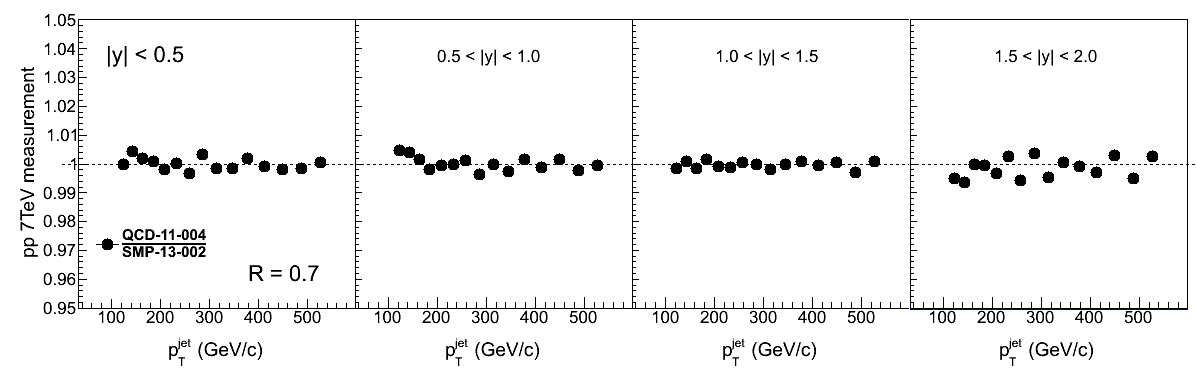 pp 7TeV measurement
1.05
1.04
1.03
1.02
1.01
1
0.99
0.98
0.97
0.96
0.95
|y| < 0.5
0.5 < |y| < 1.0
1.0 < |y| < 1.5
1.5 < |y| < 2.0
QCD-11-004
SMP-13-002
R = 0.7
100 200 300 400 500
100 200 300 400 500
100 200 300 400 500
100 200 300 400 500
p_T^jet (GeV/c)
p_T^jet (GeV/c)
p_T^jet (GeV/c)
p_T^jet (GeV/c)